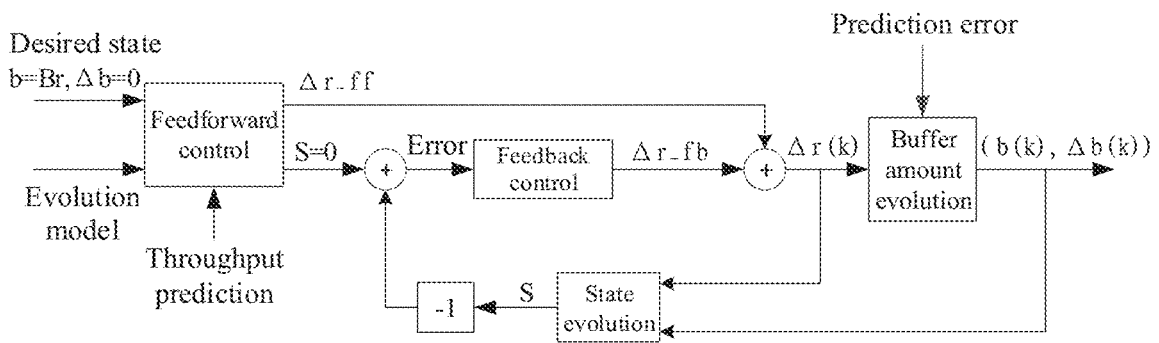 Prediction error
Desired state
b=Br, Δb=0
Δr_ff
Feedforward
control
S=0
+
Error
Feedback
control
Δr_fb
+
Δr(k)
Buffer
amount
evolution
(b(k), Δb(k))
Evolution
model
Throughput
prediction
-1
S
State
evolution